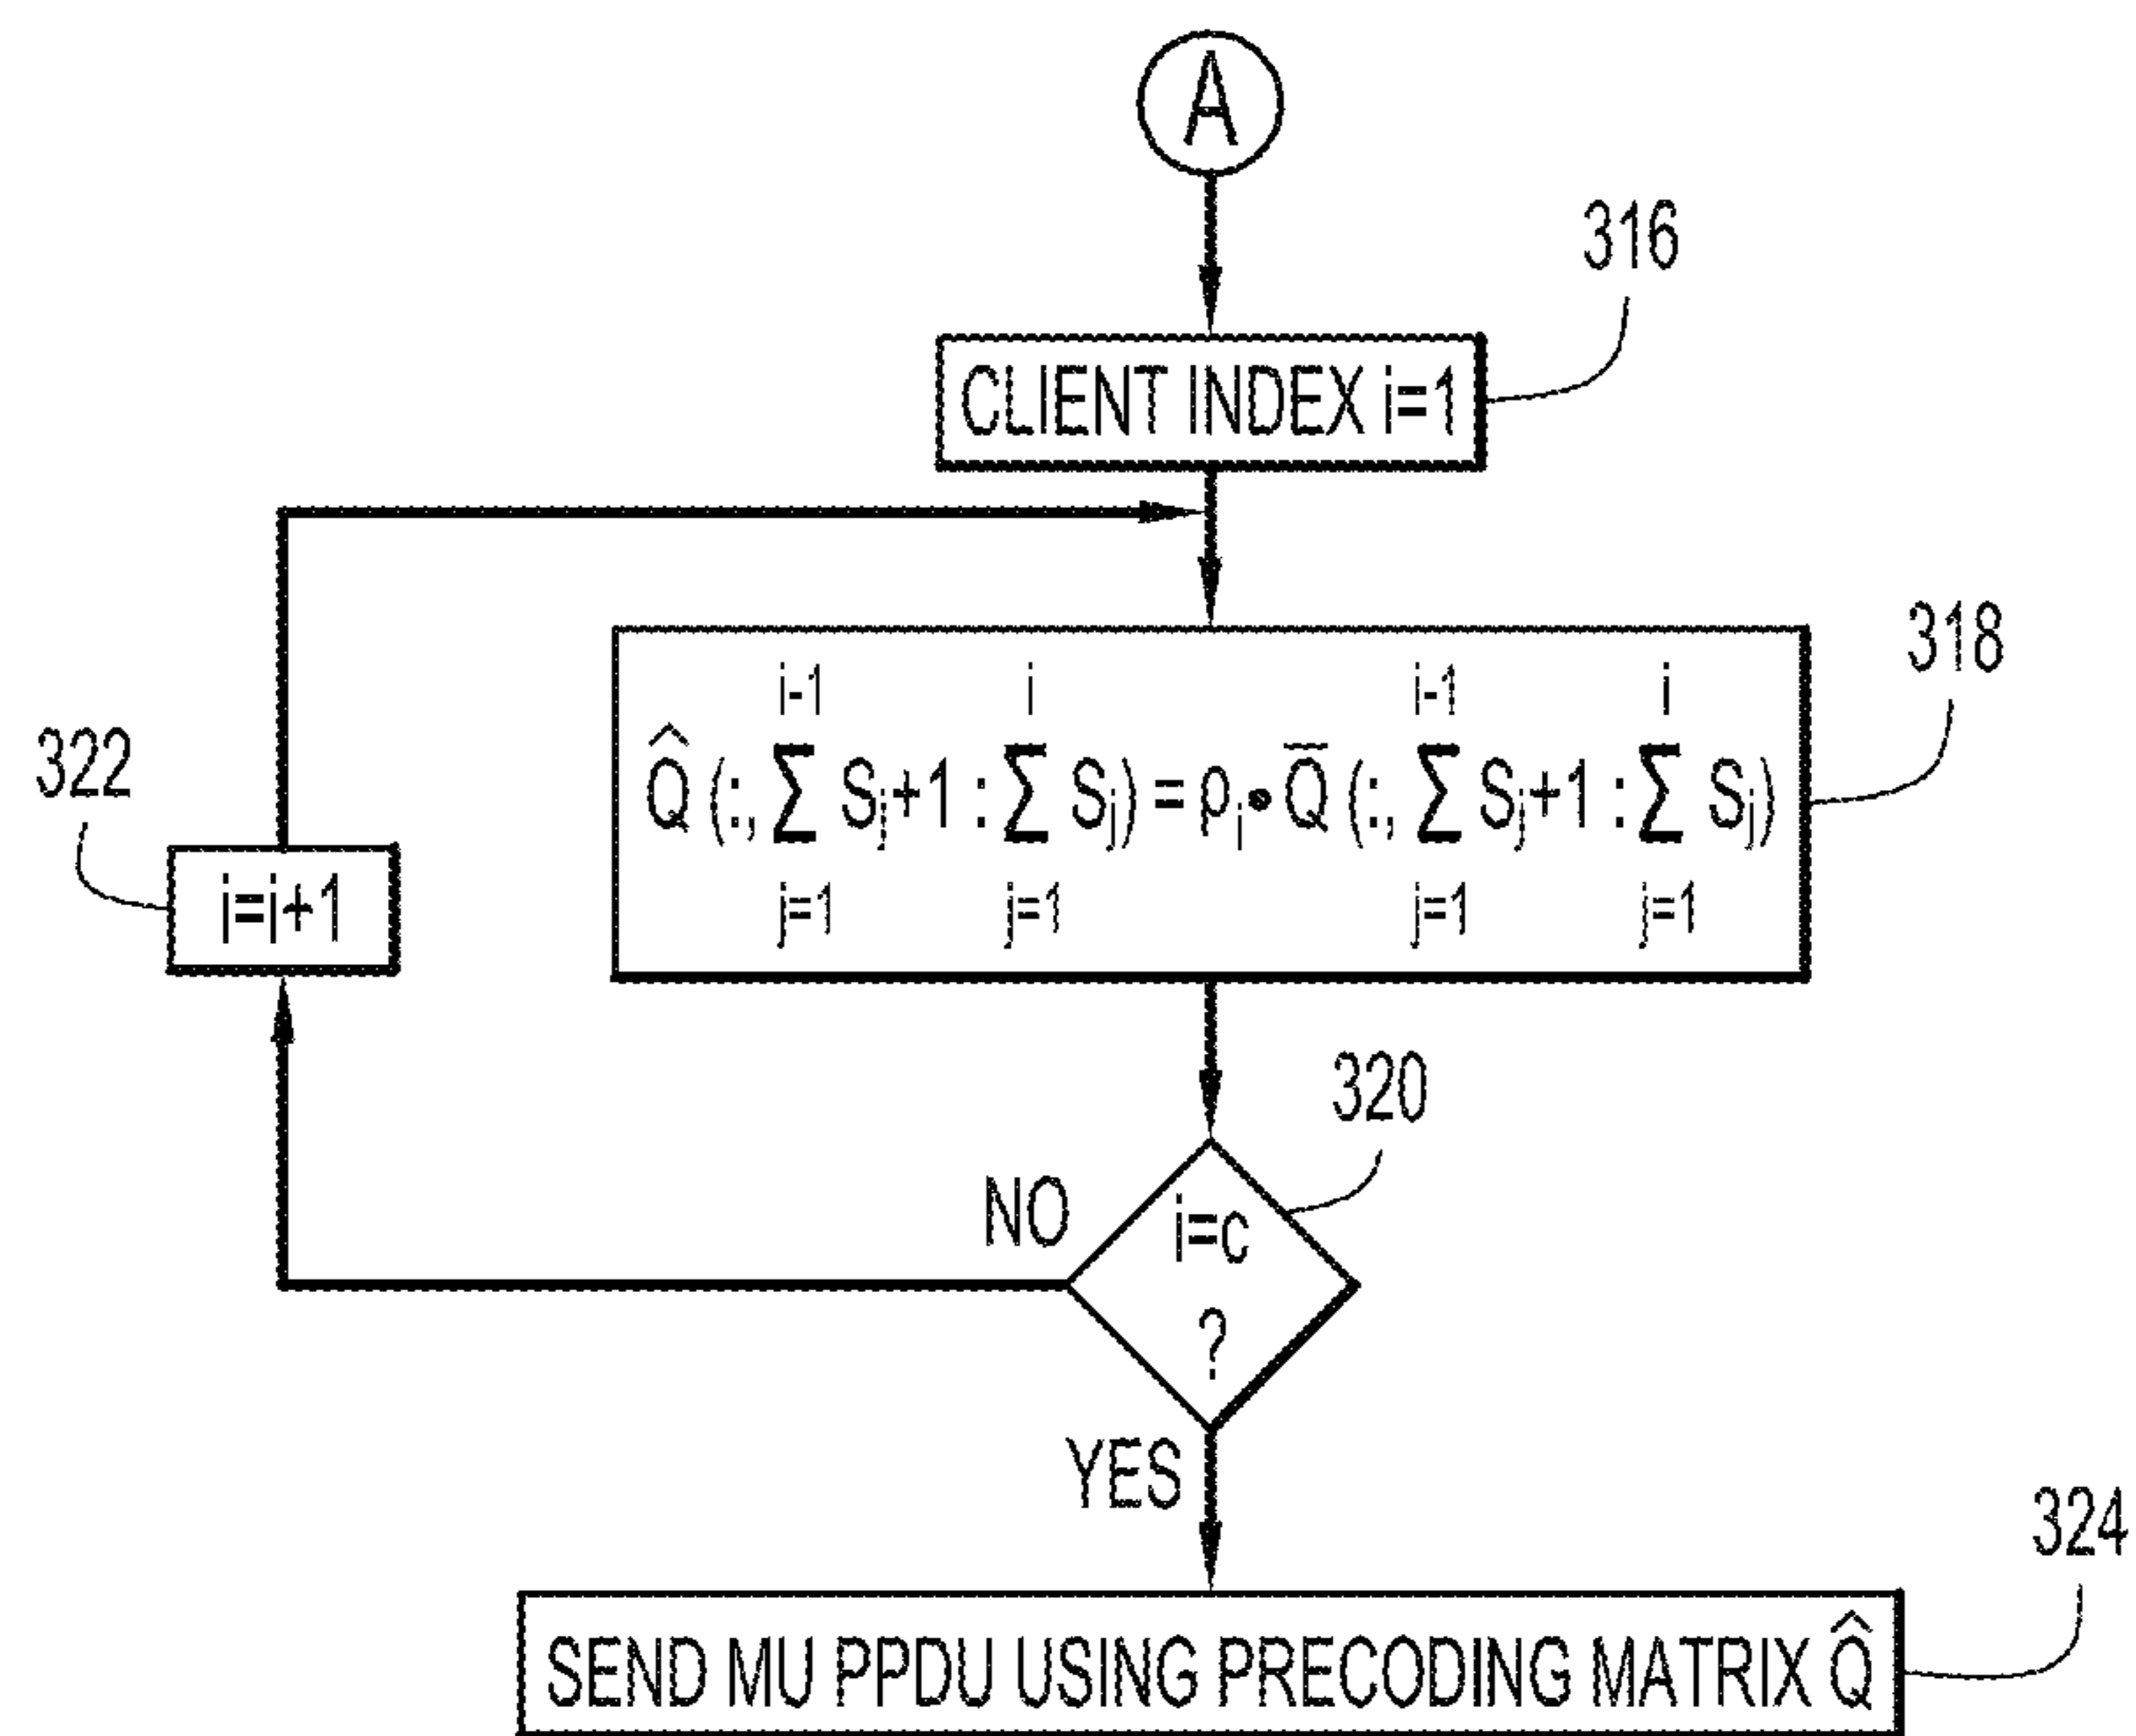 A
316
CLIENT INDEX i=1
318
i-1 i i-1 i
Q̂ (:, ∑ Sj+1 : ∑ Sj) = ρi • Q̅ (:, ∑ Sj+1 : ∑ Sj)
j=1 j=1 j=1 j=1
322
i=i+1
320
NO
i=c
?
YES
324
SEND MU PPDU USING PRECODING MATRIX Q̂